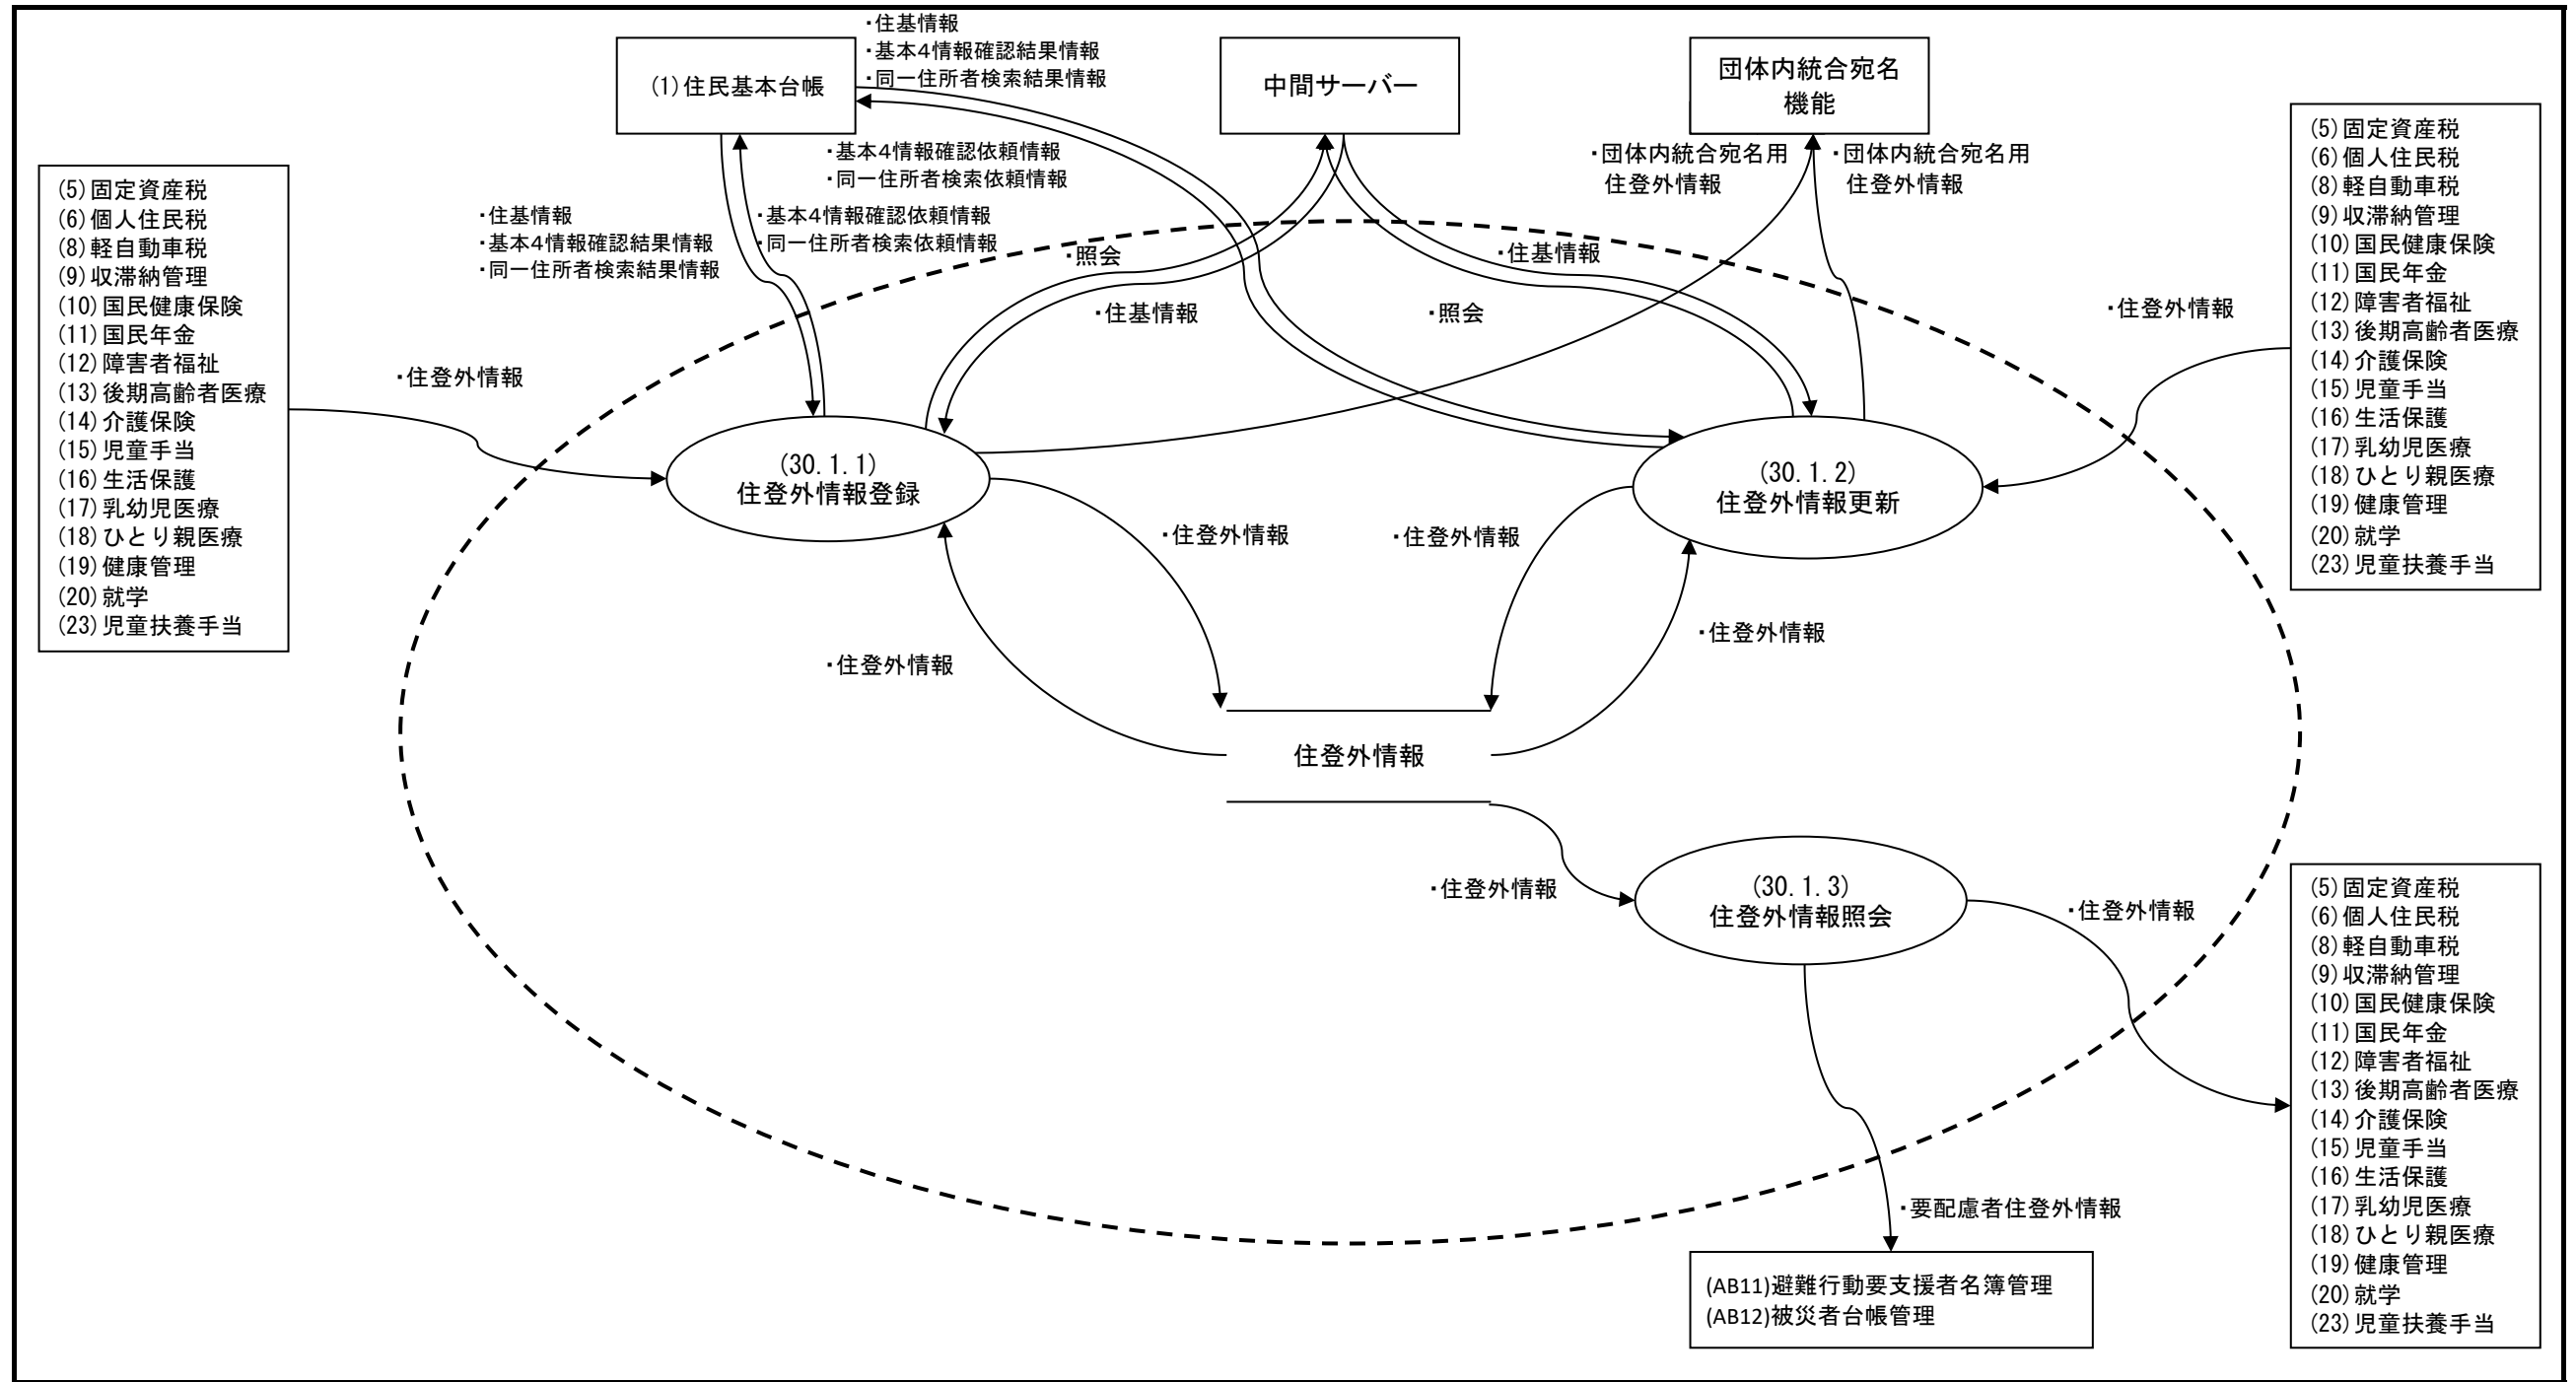 ・住基情報
・基本4情報確認結果情報
・同一住所者検索結果情報
(1)住民基本台帳
中間サーバー
団体内統合宛名
機能
・基本4情報確認依頼情報
・同一住所者検索依頼情報
・団体内統合宛名用
住登外情報
・団体内統合宛名用
住登外情報
(5)固定資産税
(6)個人住民税
(8)軽自動車税
(9)収滞納管理
(10)国民健康保険
(11)国民年金
(12)障害者福祉
(13)後期高齢者医療
(14)介護保険
(15)児童手当
(16)生活保護
(17)乳幼児医療
(18)ひとり親医療
(19)健康管理
(20)就学
(23)児童扶養手当
・住基情報
・基本4情報確認結果情報
・同一住所者検索結果情報
・基本4情報確認依頼情報
・同一住所者検索依頼情報
・照会
・住基情報
・住基情報
・照会
・住登外情報
(5)固定資産税
(6)個人住民税
(8)軽自動車税
(9)収滞納管理
(10)国民健康保険
(11)国民年金
(12)障害者福祉
(13)後期高齢者医療
(14)介護保険
(15)児童手当
(16)生活保護
(17)乳幼児医療
(18)ひとり親医療
(19)健康管理
(20)就学
(23)児童扶養手当
・住登外情報
(30.1.1)
住登外情報登録
(30.1.2)
住登外情報更新
・住登外情報
・住登外情報
・住登外情報
・住登外情報
住登外情報
・住登外情報
(30.1.3)
住登外情報照会
・住登外情報
(5)固定資産税
(6)個人住民税
(8)軽自動車税
(9)収滞納管理
(10)国民健康保険
(11)国民年金
(12)障害者福祉
(13)後期高齢者医療
(14)介護保険
(15)児童手当
(16)生活保護
(17)乳幼児医療
(18)ひとり親医療
(19)健康管理
(20)就学
(23)児童扶養手当
・要配慮者住登外情報
(AB11)避難行動要支援者名簿管理
(AB12)被災者台帳管理